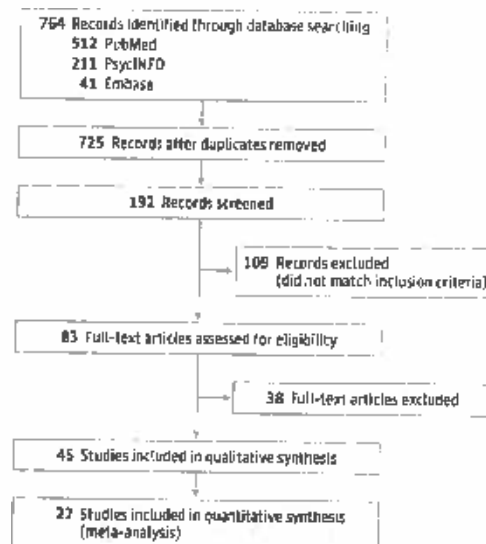 764 Records identified through database searching
512 PubMed
211 PsycINFO
41 Embase
725 Records after duplicates removed
192 Records screened
109 Records excluded
(did not match inclusion criteria)
83 Full-text articles assessed for eligibility
38 Full-text articles excluded
45 Studies included in qualitative synthesis
Studies included in quantitative synthesis
(meta-analysis)